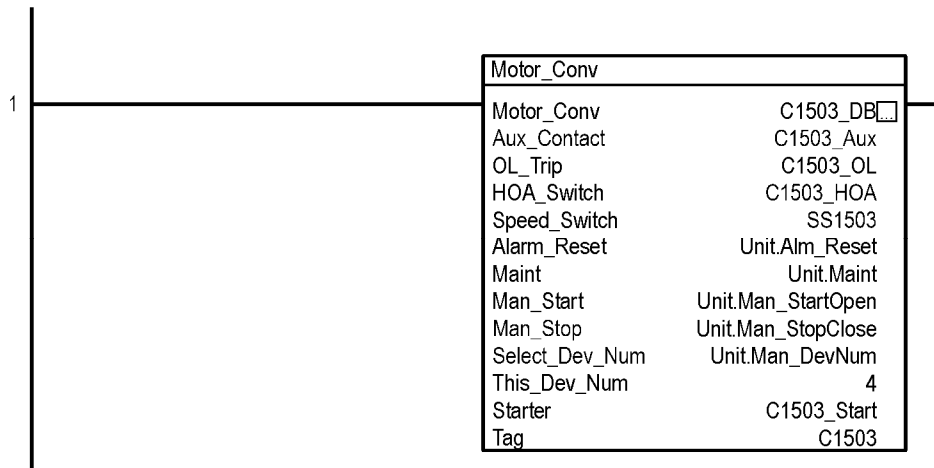 Motor_Conv
1
Motor_Conv C1503_DB...
Aux_Contact C1503_Aux
OL_Trip C1503_OL
HOA_Switch C1503_HOA
Speed_Switch SS1503
Alarm_Reset Unit.Alm_Reset
Maint Unit.Maint
Man_Start Unit.Man_StartOpen
Man_Stop Unit.Man_StopClose
Select_Dev_Num Unit.Man_DevNum
This_Dev_Num 4
Starter C1503_Start
Tag C1503